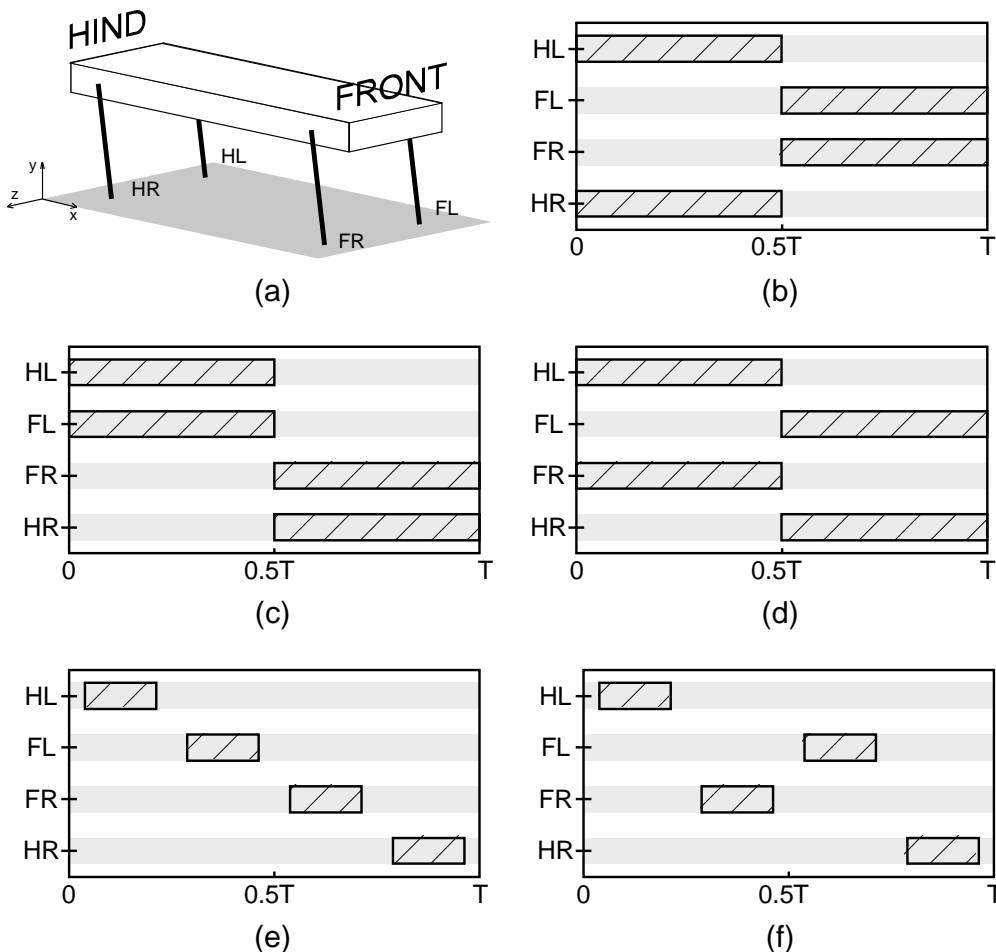 HIND
FRONT
y
z
x
HL
HR
FL
FR
(a)
HL
FL
FR
HR
0 0.5T T
(b)
HL
FL
FR
HR
0 0.5T T
(c)
HL
FL
FR
HR
0 0.5T T
(d)
HL
FL
FR
HR
0 0.5T T
(e)
HL
FL
FR
HR
0 0.5T T
(f)